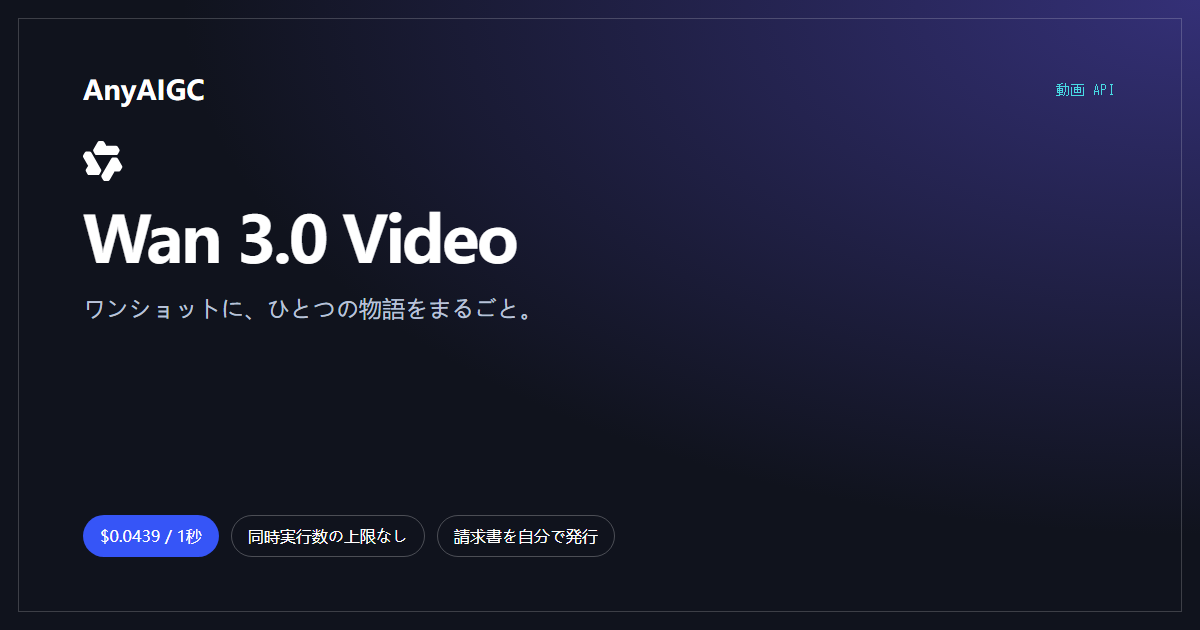 AnyAIGC
動画 API
Wan 3.0 Video
ワンショットに、ひとつの物語をまるごと。
$0.0439 / 1秒
同時実行数の上限なし
請求書を自分で発行